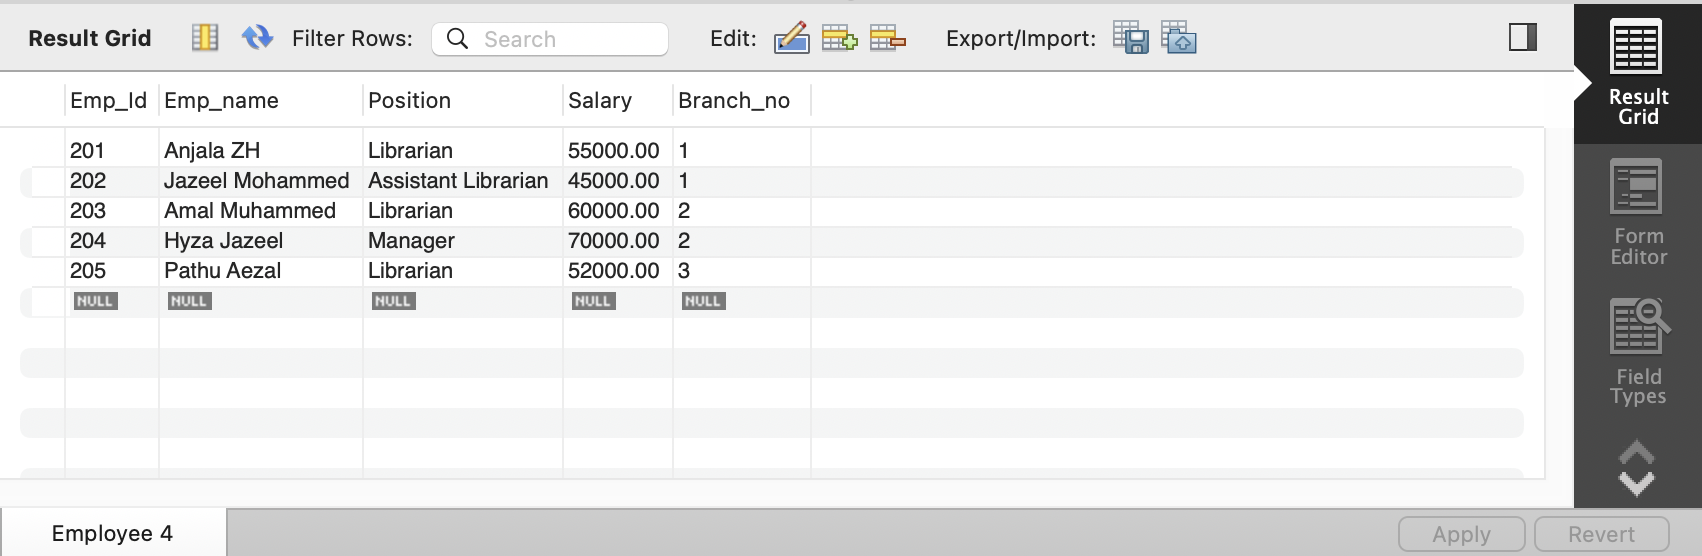 Result Grid Filter Rows: Search Edit: Export/Import:
Emp_Id Emp_name Position Salary Branch_no
201 Anjala ZH Librarian 55000.00 1
202 Jazeel Mohammed Assistant Librarian 45000.00 1
203 Amal Muhammed Librarian 60000.00 2
204 Hyza Jazeel Manager 70000.00 2
205 Pathu Aezal Librarian 52000.00 3
NULL NULL NULL NULL NULL
Result
Grid
Form
Editor
Field
Types
Employee 4 Apply Revert